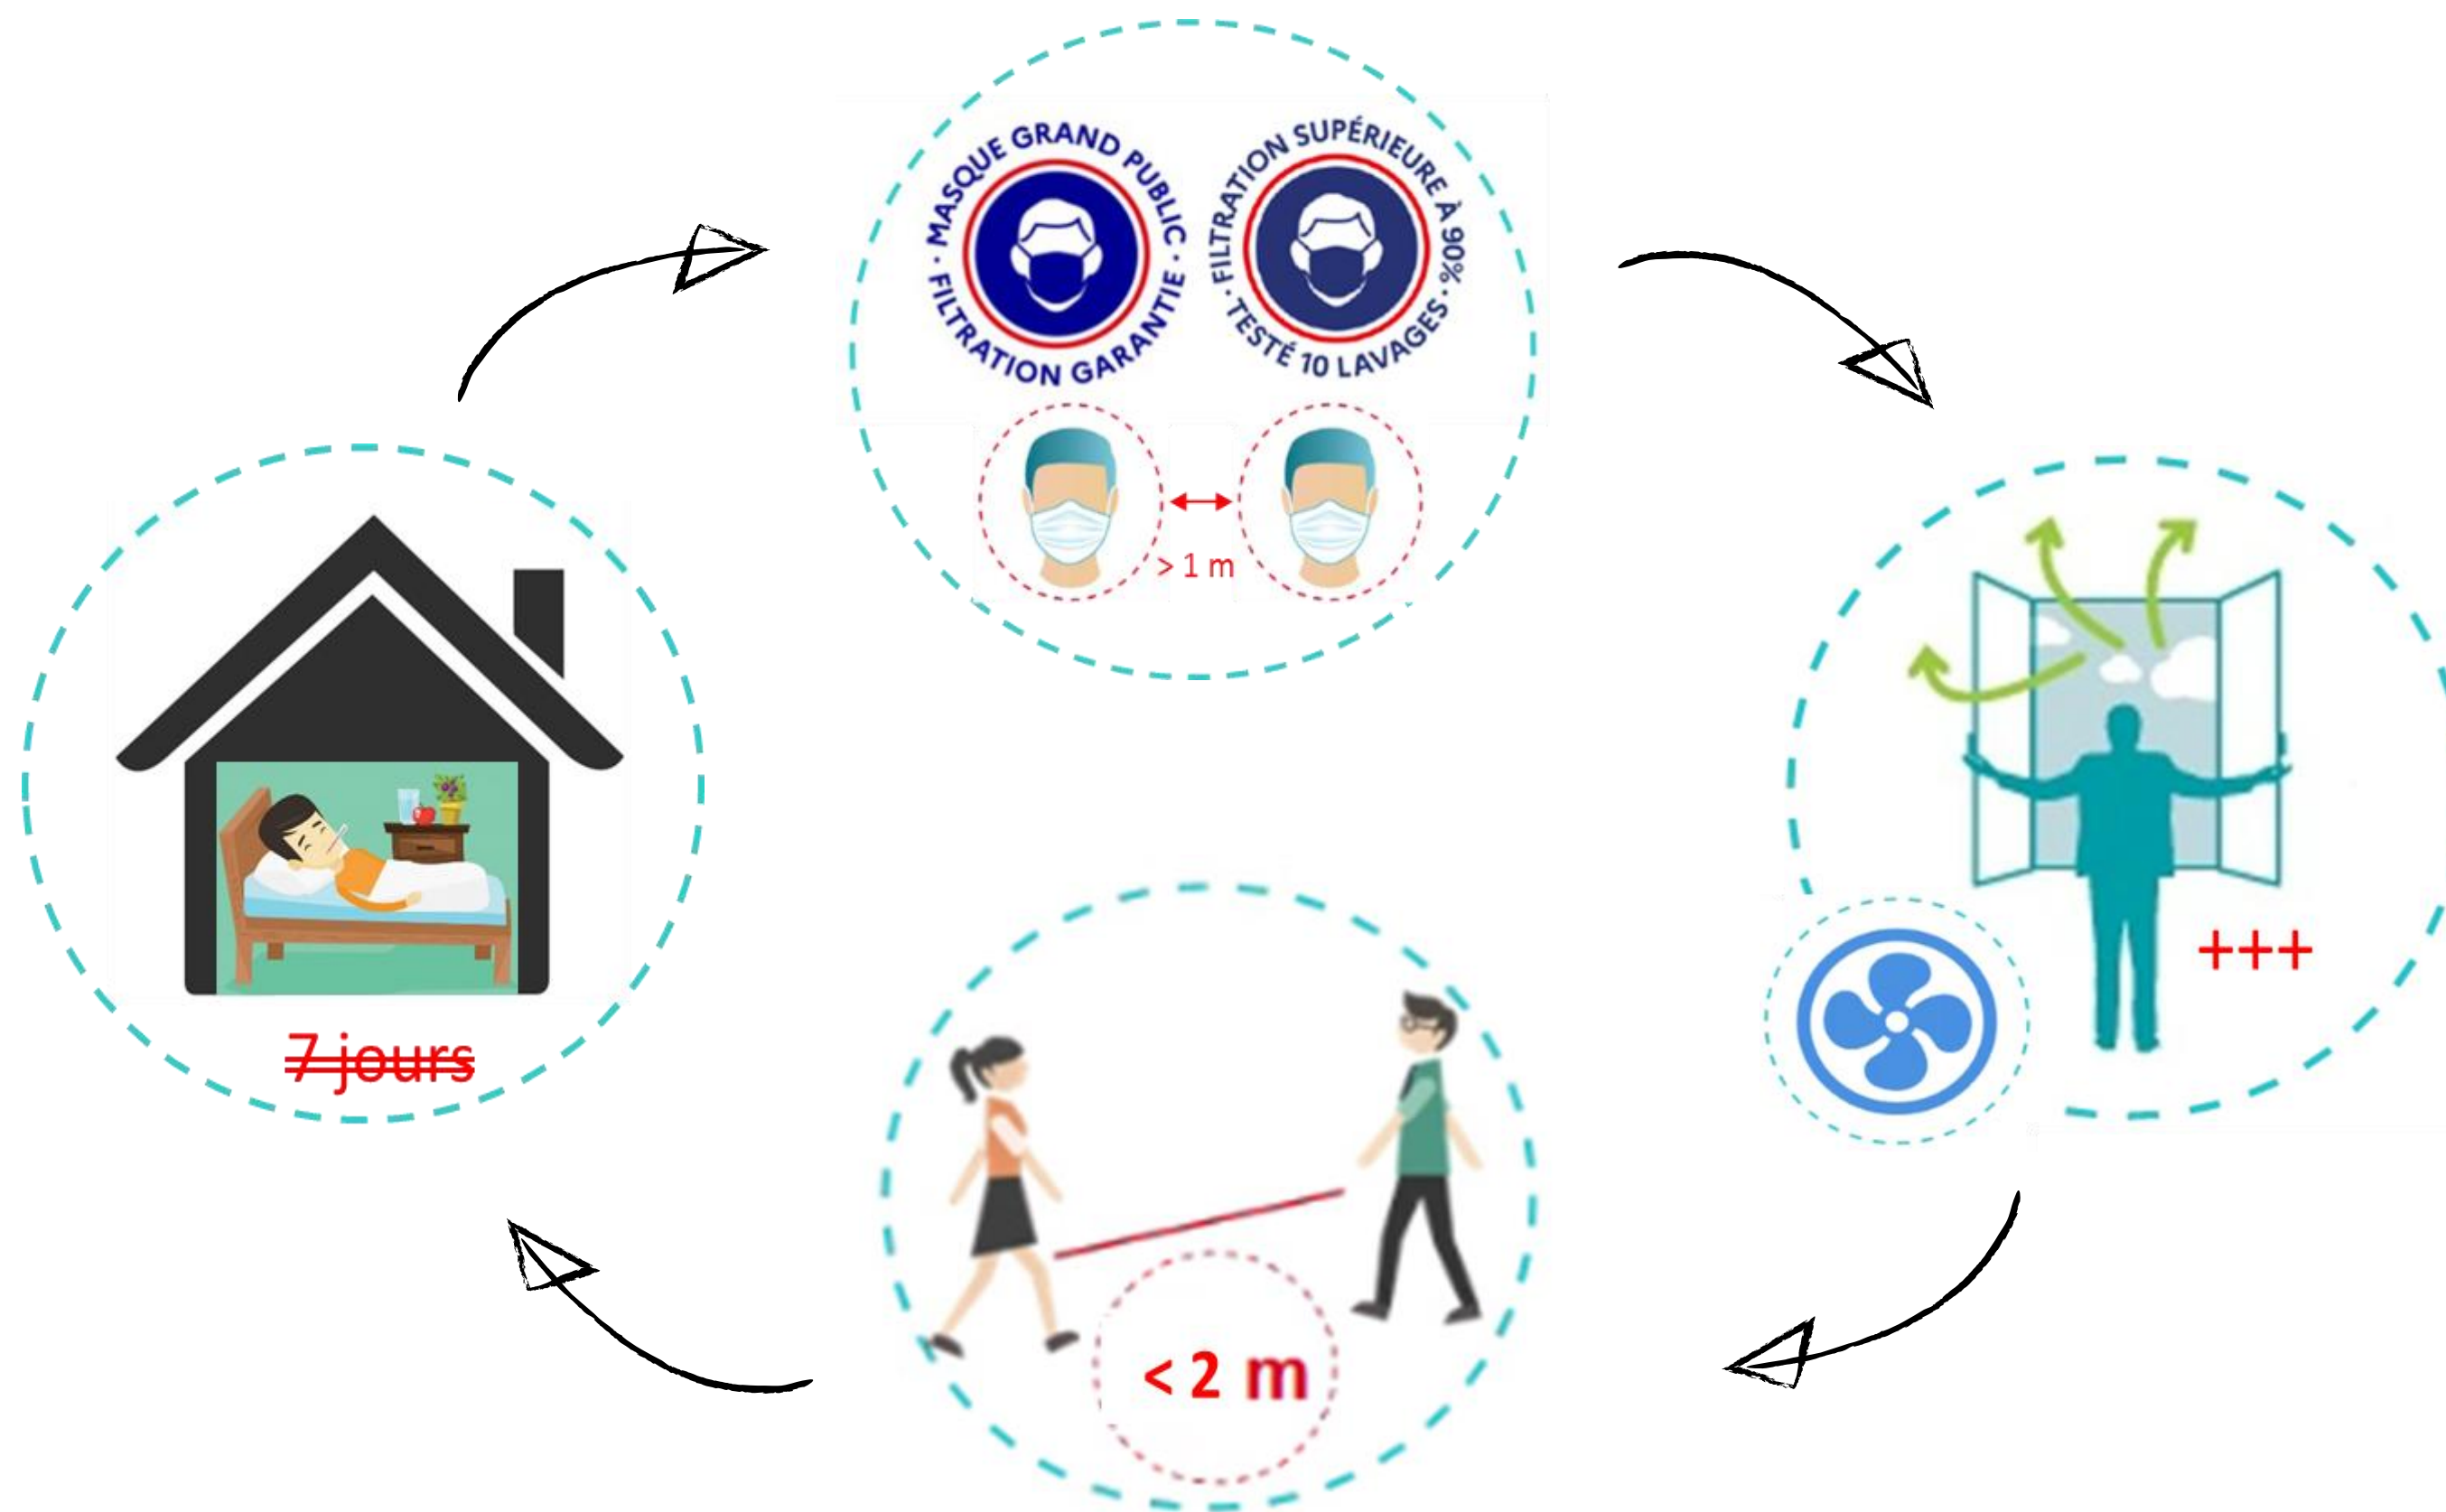 · MASQUE GRAND PUBLIC ·
FILTRATION GARANTIE
· FILTRATION SUPÉRIEURE À 90% ·
TESTÉ 10 LAVAGES
> 1 m
7 jours
+++
< 2 m